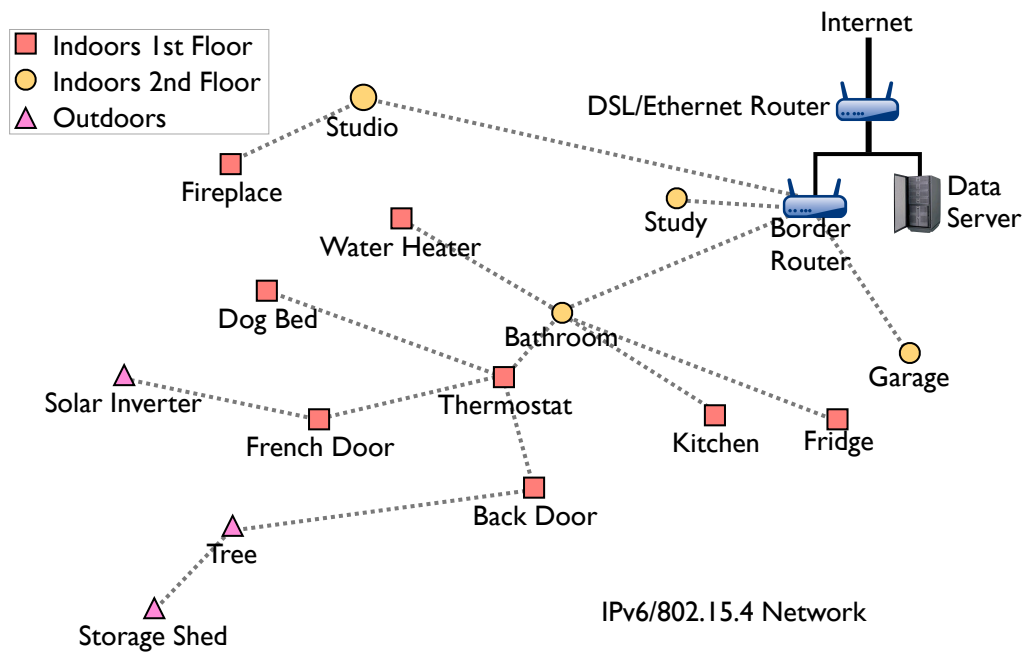 Internet
Indoors 1st Floor
Indoors 2nd Floor
Outdoors
DSL/Ethernet Router
Studio
Fireplace
Data
Server
Study
Border
Router
Water Heater
Dog Bed
Bathroom
Garage
Solar Inverter
Thermostat
French Door
Kitchen
Fridge
Back Door
Tree
Storage Shed
IPv6/802.15.4 Network